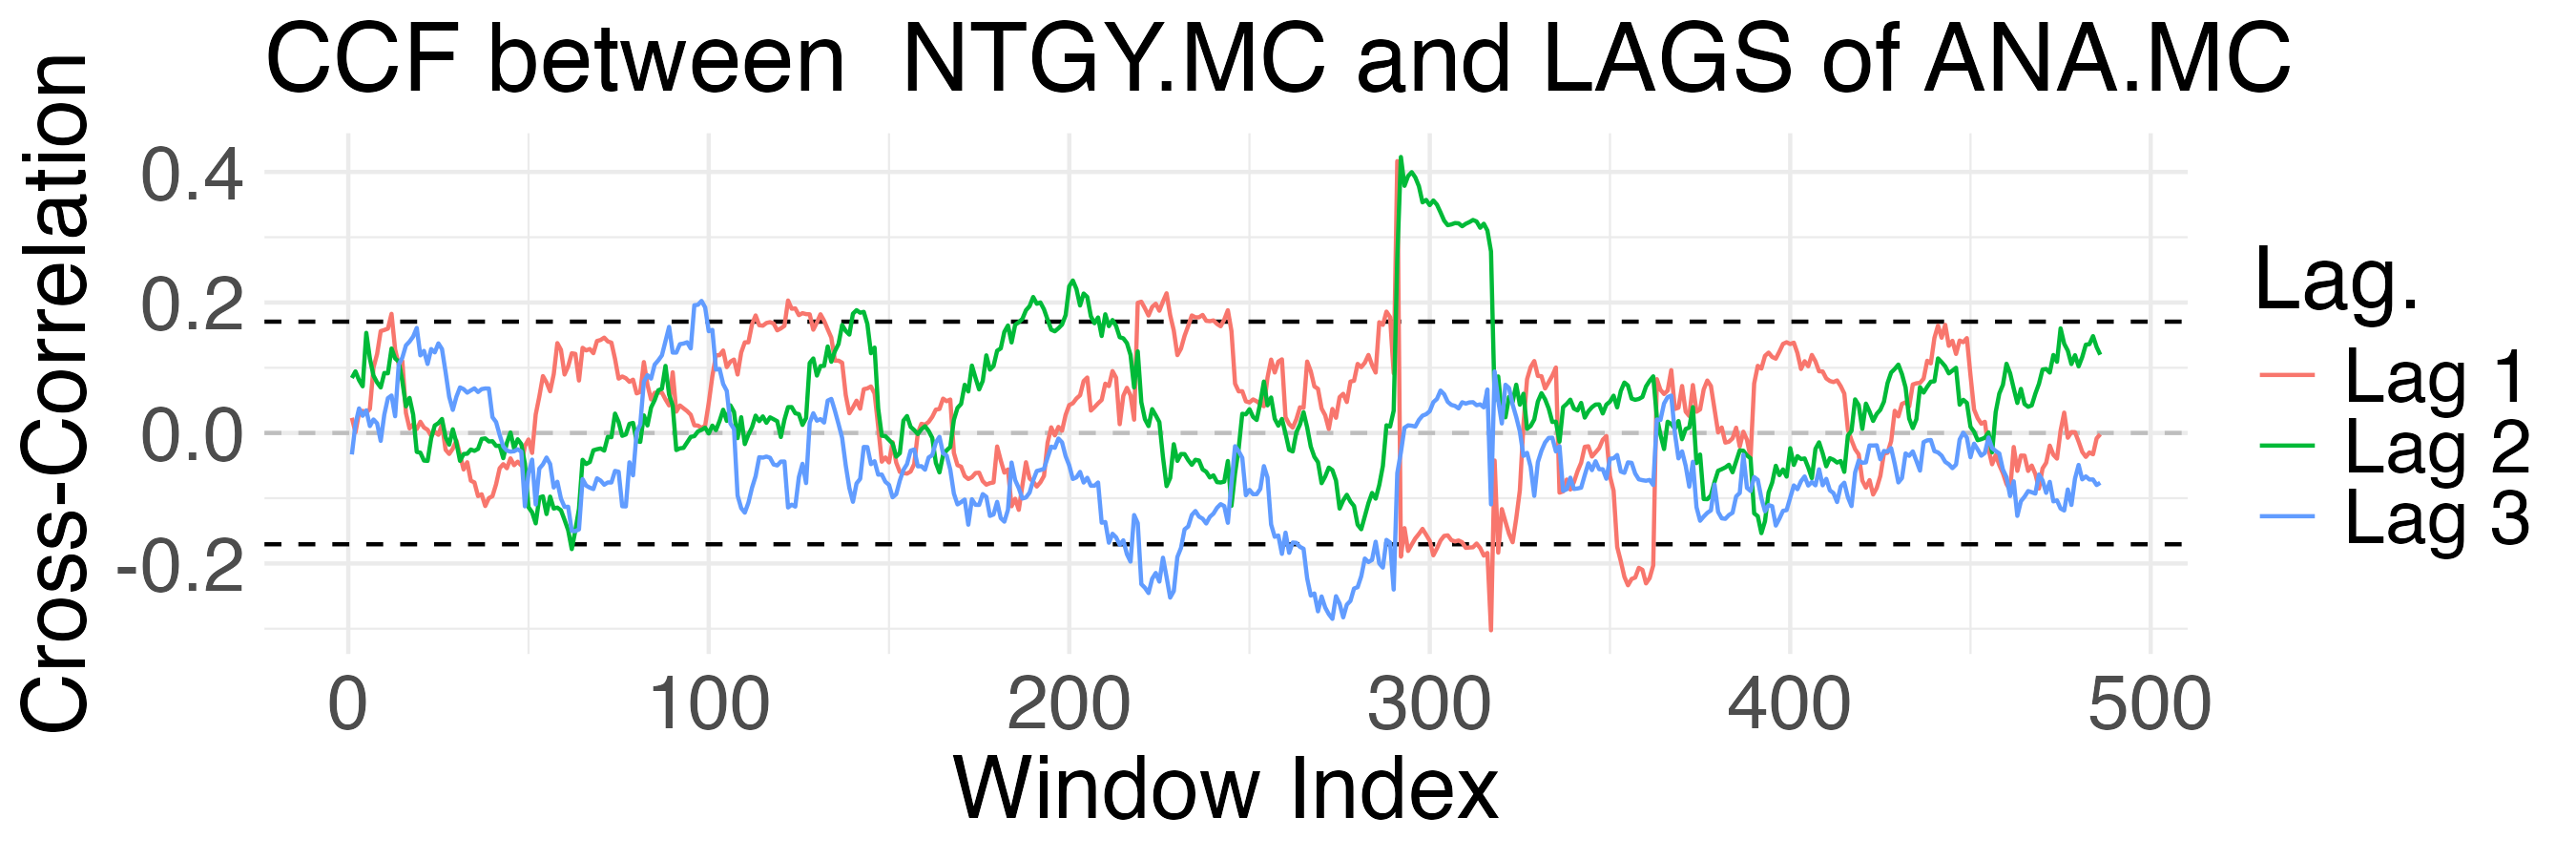 CCF between  NTGY.MC and LAGS of ANA.MC
Cross-Correlation
0.4
0.2
0.0
-0.2
0
100
200
300
400
500
Window Index
Lag.
Lag 1
Lag 2
Lag 3